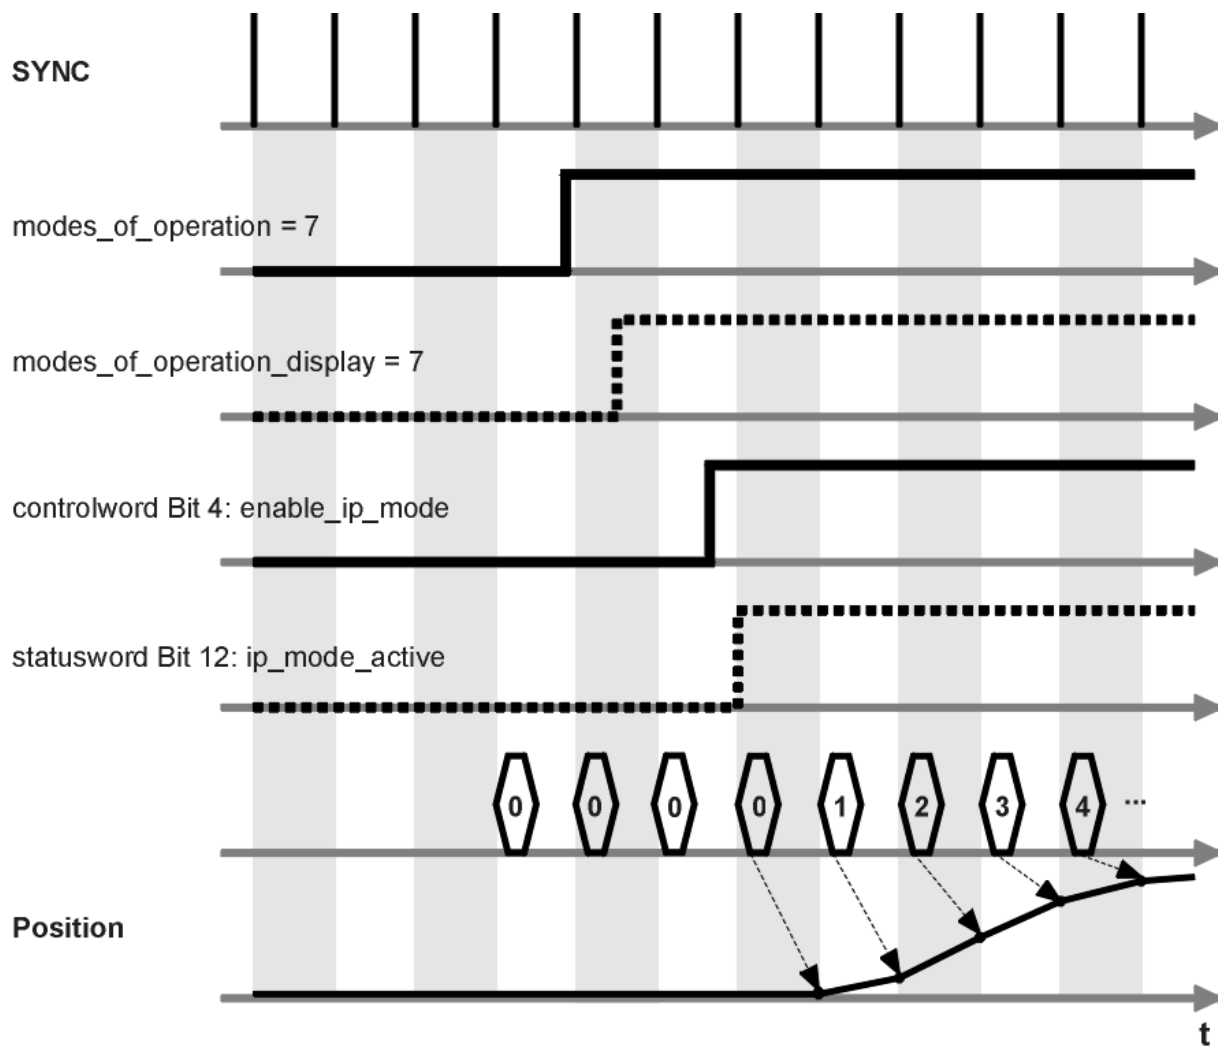 SYNC
modes_of_operation = 7
modes_of_operation_display = 7
controlword Bit 4: enable_ip_mode
statusword Bit 12: ip_mode_active
0 0 0 0 1 2 3 4 ...
Position
t